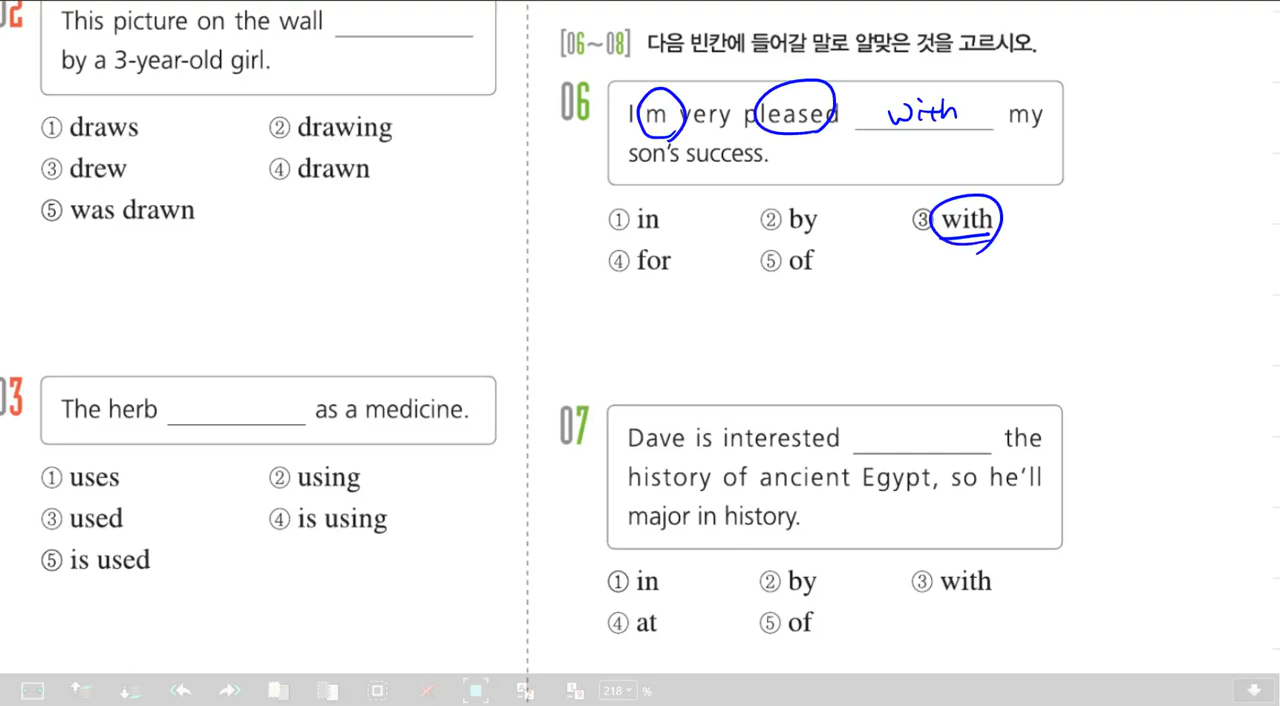 02
This picture on the wall ___________
by a 3-year-old girl.
① draws ② drawing
③ drew ④ drawn
⑤ was drawn
03
The herb ___________ as a medicine.
① uses ② using
③ used ④ is using
⑤ is used
[06~08] 다음 빈칸에 들어갈 말로 알맞은 것을 고르시오.
06
I'm very pleased with my
son's success.
① in ② by ③ with
④ for ⑤ of
07
Dave is interested ___________ the
history of ancient Egypt, so he'll
major in history.
① in ② by ③ with
④ at ⑤ of
218 %